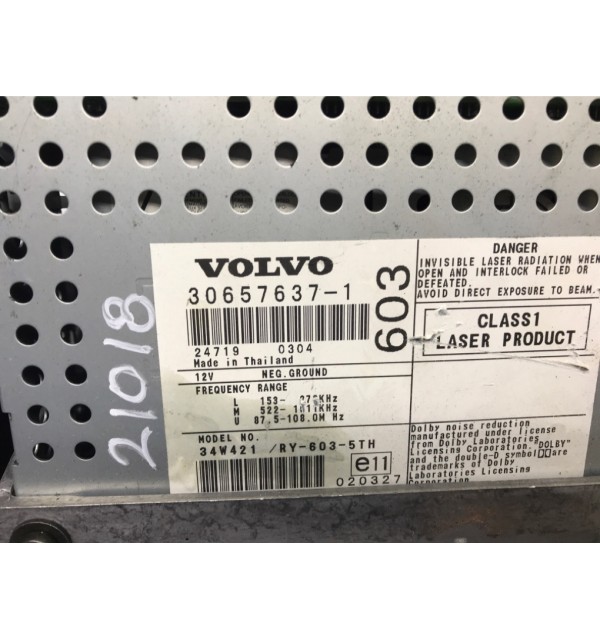 VOLVO
30657637-1
603
24719 0304
Made in Thailand
12V NEG.GROUND
FREQUENCY RANGE
L 153- KHz
M 522- KHz
U 87.5-108.0M Hz
MODEL NO.
34W421 /RY-603-5TH
e11
020327
DANGER
INVISIBLE LASER RADIATION WHEN
OPEN AND INTERLOCK FAILED OR
DEFEATED.
AVOID DIRECT EXPOSURE TO BEAM.
CLASS1
LASER PRODUCT
Dolby noise reduction
manufactured under license
from Dolby Laboratories
Licensing Corporation. "DOLBY"
and the double-D symbol are
trademarks of Dolby
Laboratories Licensing
Corporation.
21018